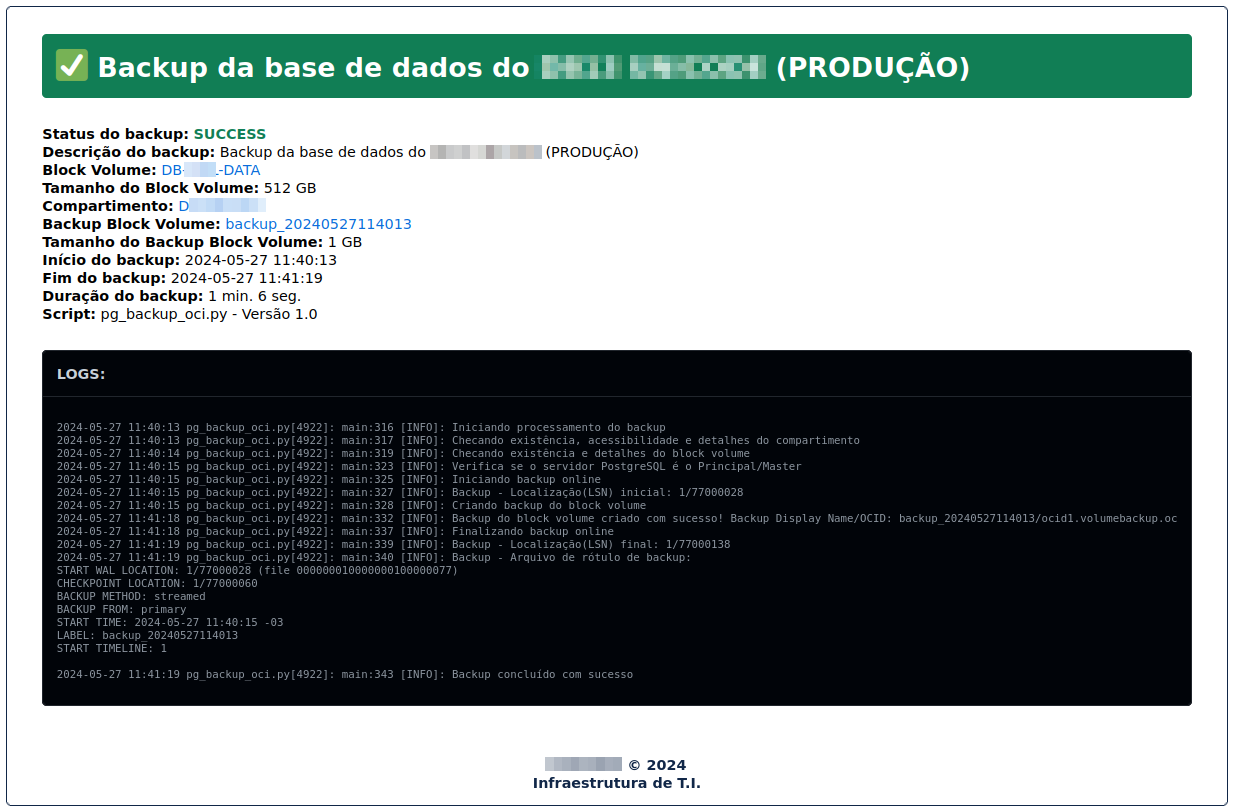 Backup da base de dados do (PRODUÇÃO)
Status do backup: SUCCESS
Descrição do backup: Backup da base de dados do (PRODUÇÃO)
Block Volume: DB- -DATA
Tamanho do Block Volume: 512 GB
Compartimento: D
Backup Block Volume: backup_20240527114013
Tamanho do Backup Block Volume: 1 GB
Início do backup: 2024-05-27 11:40:13
Fim do backup: 2024-05-27 11:41:19
Duração do backup: 1 min. 6 seg.
Script: pg_backup_oci.py - Versão 1.0
LOGS:
2024-05-27 11:40:13 pg_backup_oci.py[4922]: main:316 [INFO]: Iniciando processamento do backup
2024-05-27 11:40:13 pg_backup_oci.py[4922]: main:317 [INFO]: Checando existência, acessibilidade e detalhes do compartimento
2024-05-27 11:40:14 pg_backup_oci.py[4922]: main:319 [INFO]: Checando existência e detalhes do block volume
2024-05-27 11:40:15 pg_backup_oci.py[4922]: main:323 [INFO]: Verifica se o servidor PostgreSQL é o Principal/Master
2024-05-27 11:40:15 pg_backup_oci.py[4922]: main:325 [INFO]: Iniciando backup online
2024-05-27 11:40:15 pg_backup_oci.py[4922]: main:327 [INFO]: Backup - Localização(LSN) inicial: 1/77000028
2024-05-27 11:40:15 pg_backup_oci.py[4922]: main:328 [INFO]: Criando backup do block volume
2024-05-27 11:41:18 pg_backup_oci.py[4922]: main:332 [INFO]: Backup do block volume criado com sucesso! Backup Display Name/OCID: backup_20240527114013/ocid1.volumebackup.oc
2024-05-27 11:41:18 pg_backup_oci.py[4922]: main:337 [INFO]: Finalizando backup online
2024-05-27 11:41:19 pg_backup_oci.py[4922]: main:339 [INFO]: Backup - Localização(LSN) final: 1/77000138
2024-05-27 11:41:19 pg_backup_oci.py[4922]: main:340 [INFO]: Backup - Arquivo de rótulo de backup:
START WAL LOCATION: 1/77000028 (file 000000010000000100000077)
CHECKPOINT LOCATION: 1/77000060
BACKUP METHOD: streamed
BACKUP FROM: primary
START TIME: 2024-05-27 11:40:15 -03
LABEL: backup_20240527114013
START TIMELINE: 1
2024-05-27 11:41:19 pg_backup_oci.py[4922]: main:343 [INFO]: Backup concluído com sucesso
© 2024
Infraestrutura de T.I.